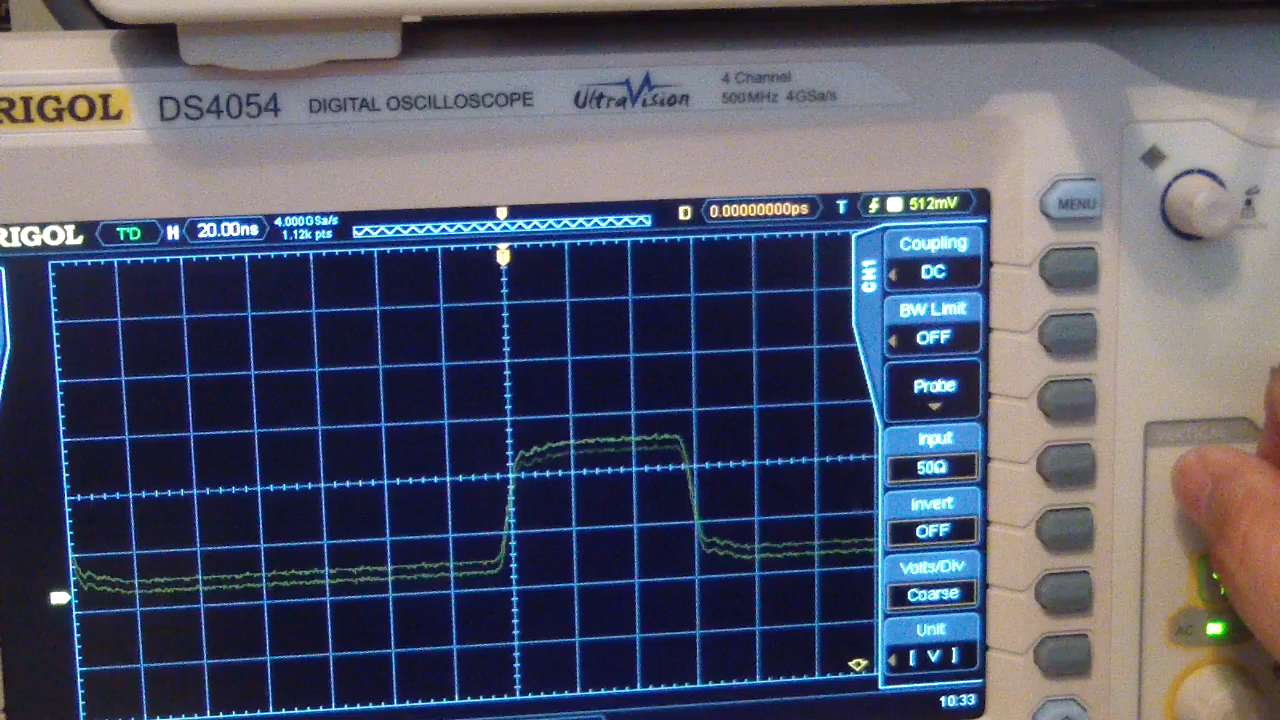 RIGOL DS4054 DIGITAL OSCILLOSCOPE UltraVision 4 Channel
500MHz 4GSa/s
MENU
RIGOL T'D H 20.00ns 4.000GSa/s
1.12k pts
D 0.00000000ps T 512mV
CH1
Coupling
DC
BW Limit
OFF
Probe
Input
50Ω
Invert
OFF
Volts/Div
Coarse
Unit
[ V ]
10:33
AC